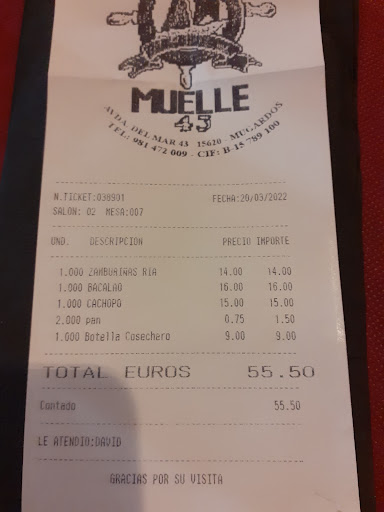 MUELLE
43
AVDA. DEL MAR 43 15620 - MUGARDOS
TEL: 981 472 009 - CIF: B-15 789 100
N.TICKET:038901 FECHA:20/03/2022
SALON: 02 MESA:007
UND. DESCRIPCION PRECIO IMPORTE
1.000 ZAMBURIÑAS RIA 14.00 14.00
1.000 BACALAO 16.00 16.00
1.000 CACHOPO 15.00 15.00
2.000 pan 0.75 1.50
1.000 Botella Cosechero 9.00 9.00
TOTAL EUROS 55.50
Contado 55.50
LE ATENDIO:DAVID
GRACIAS POR SU VISITA